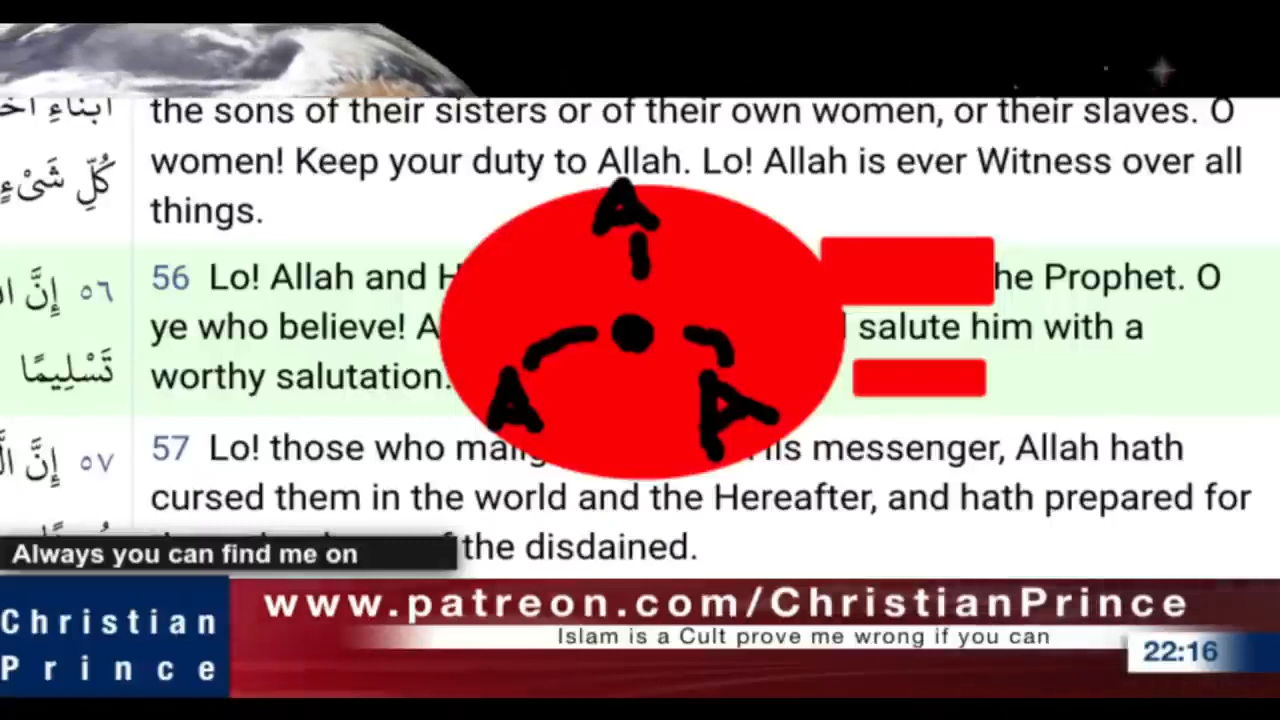 ابناء اخ
the sons of their sisters or of their own women, or their slaves. O
كُلِّ شَىْءٍ
women! Keep your duty to Allah. Lo! Allah is ever Witness over all
things.
A
إِنَّ ٥٦
56 Lo! Allah and he Prophet. O
ye who believe! salute him with a
تَسْلِيمًا
worthy salutation.
A A
إِنَّ ٥٧
57 Lo! those who messenger, Allah hath
cursed them in the world and the Hereafter, and hath prepared for
the disdained.
Always you can find me on
Christian
Prince
www.patreon.com/ChristianPrince
Islam is a Cult prove me wrong if you can
22:16